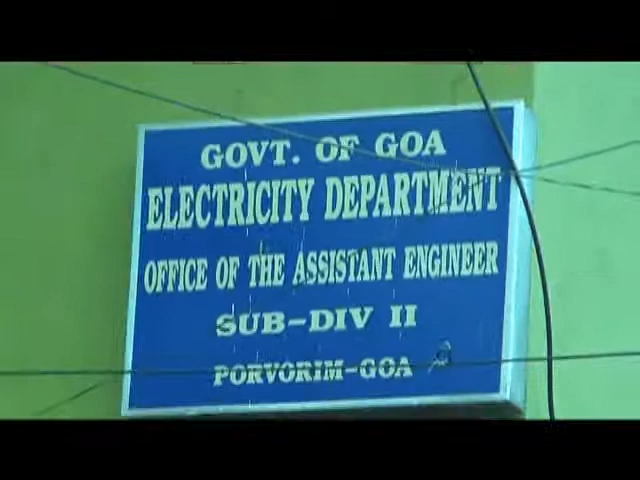 GOVT. OF GOA
ELECTRICITY DEPARTMENT
OFFICE OF THE ASSISTANT ENGINEER
SUB-DIV II
PORVORIM-GOA